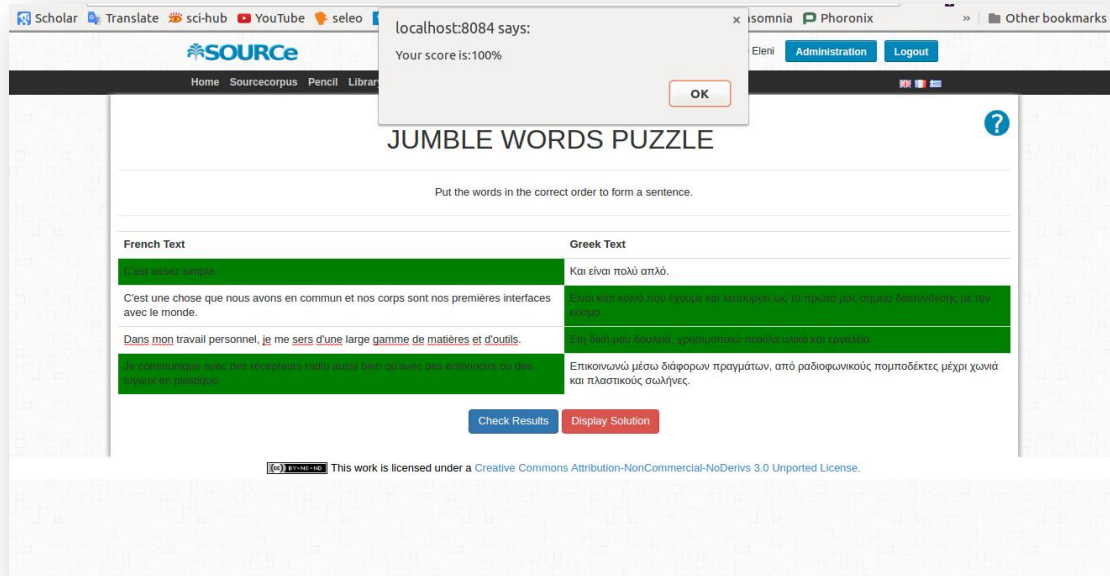 Scholar Translate sci-hub YouTube seleo Phoronix » Other bookmarks
localhost:8084 says: ×
Your score is:100%
OK
SOURCe Eleni Administration Logout
Home Sourcecorpus Pencil
JUMBLE WORDS PUZZLE ?
Put the words in the correct order to form a sentence.
French Text Greek Text
C'est assez simple. Και είναι πολύ απλό.
C'est une chose que nous avons en commun et nos corps sont nos premières interfaces
avec le monde.
Είναι κάτι κοινό που έχουμε και λειτουργεί ως το πρώτο μας σημείο διασύνδεσης με τον
κόσμο.
Dans mon travail personnel, je me sers d'une large gamme de matières et d'outils.
Στη δική μου δουλειά, χρησιμοποιώ ποικίλα υλικά και εργαλεία
Je communique avec des récepteurs radio aussi bien qu'avec des entonnoirs ou des
tuyaux en plastique.
Επικοινωνώ μέσω διάφορων πραγμάτων, από ραδιοφωνικούς πομποδέκτες μέχρι χωνιά
και πλαστικούς σωλήνες.
Check Results Display Solution
(cc) BY-NC-ND This work is licensed under a Creative Commons Attribution-NonCommercial-NoDerivs 3.0 Unported License.